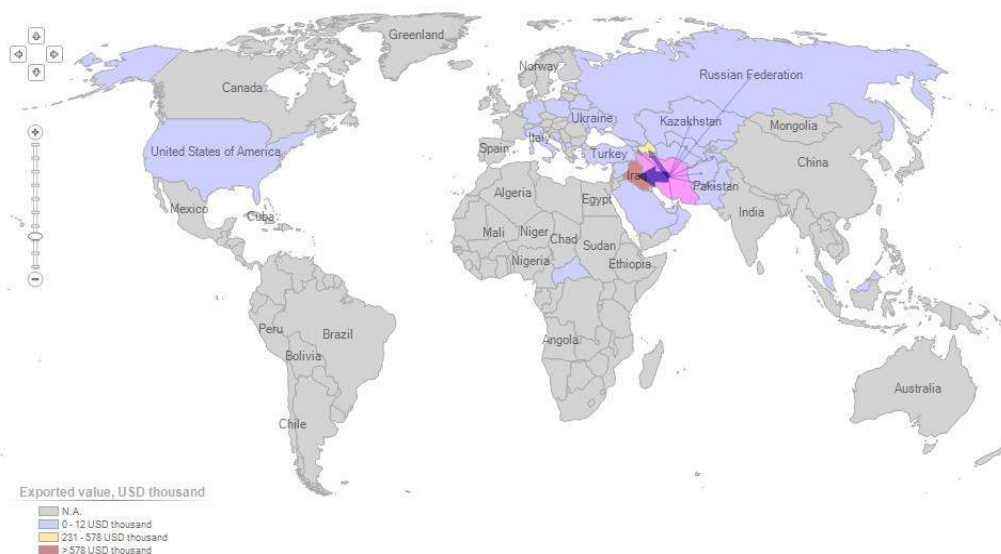 Greenland
Norway
Canada
Russian Federation
Ukraine
Kazakhstan
Mongolia
Italy
Spain
United States of America
Turkey
China
Pakistan
Algeria
Egypt
India
Mexico
Cuba
Mali
Niger
Chad
Sudan
Nigeria
Ethiopia
Peru
Brazil
Angola
Bolivia
Australia
Chile
Exported value, USD thousand
N.A.
0 - 12 USD thousand
231 - 578 USD thousand
> 578 USD thousand